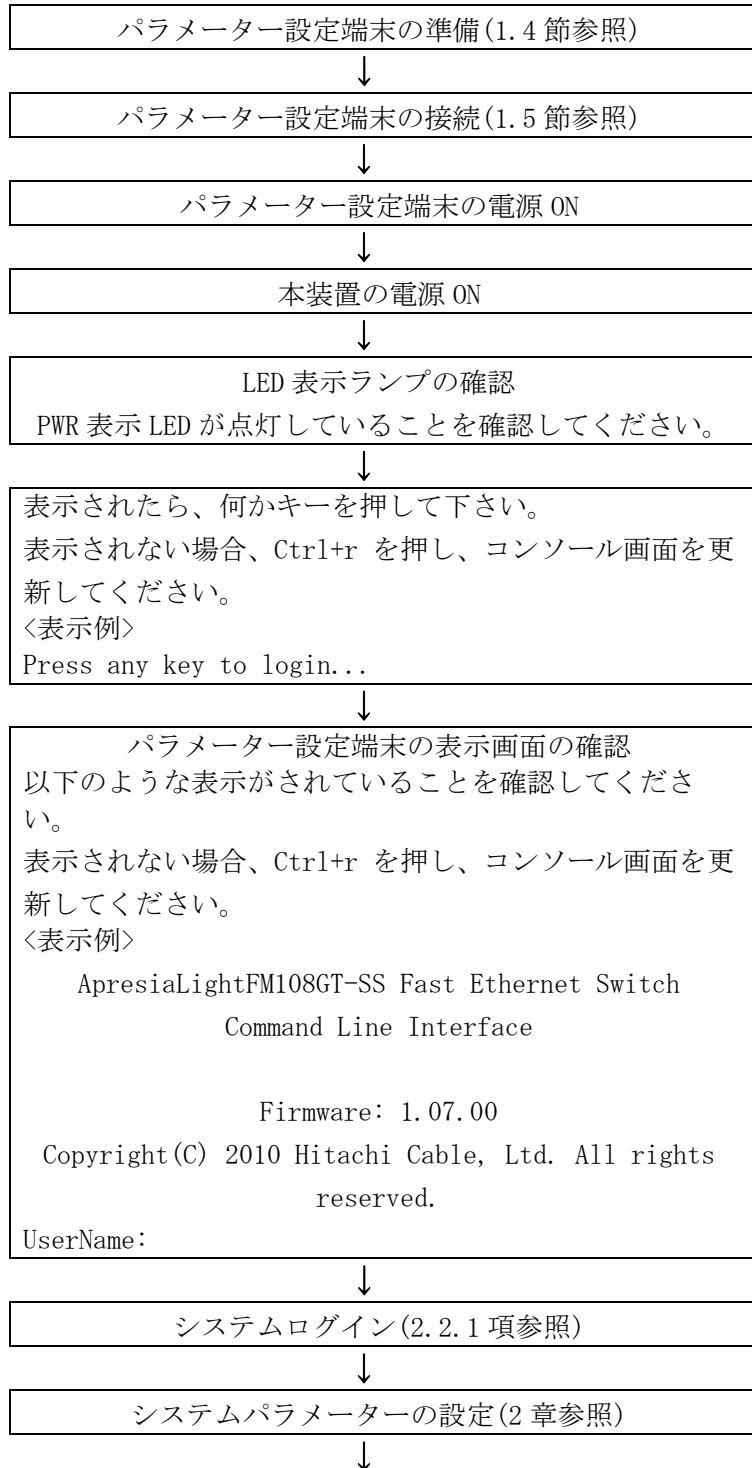 パラメーター設定端末の準備(1.4節参照)
↓
パラメーター設定端末の接続(1.5節参照)
↓
パラメーター設定端末の電源 ON
↓
本装置の電源 ON
↓
LED 表示ランプの確認
PWR 表示 LED が点灯していることを確認してください。
↓
表示されたら、何かキーを押して下さい。
表示されない場合、Ctrl+r を押し、コンソール画面を更
新してください。
<表示例>
Press any key to login...
↓
パラメーター設定端末の表示画面の確認
以下のような表示がされていることを確認してくださ
い。
表示されない場合、Ctrl+r を押し、コンソール画面を更
新してください。
<表示例>
ApresiaLightFM108GT-SS Fast Ethernet Switch
Command Line Interface
Firmware: 1.07.00
Copyright(C) 2010 Hitachi Cable, Ltd. All rights
reserved.
UserName:
↓
システムログイン(2.2.1項参照)
↓
システムパラメーターの設定(2章参照)
↓